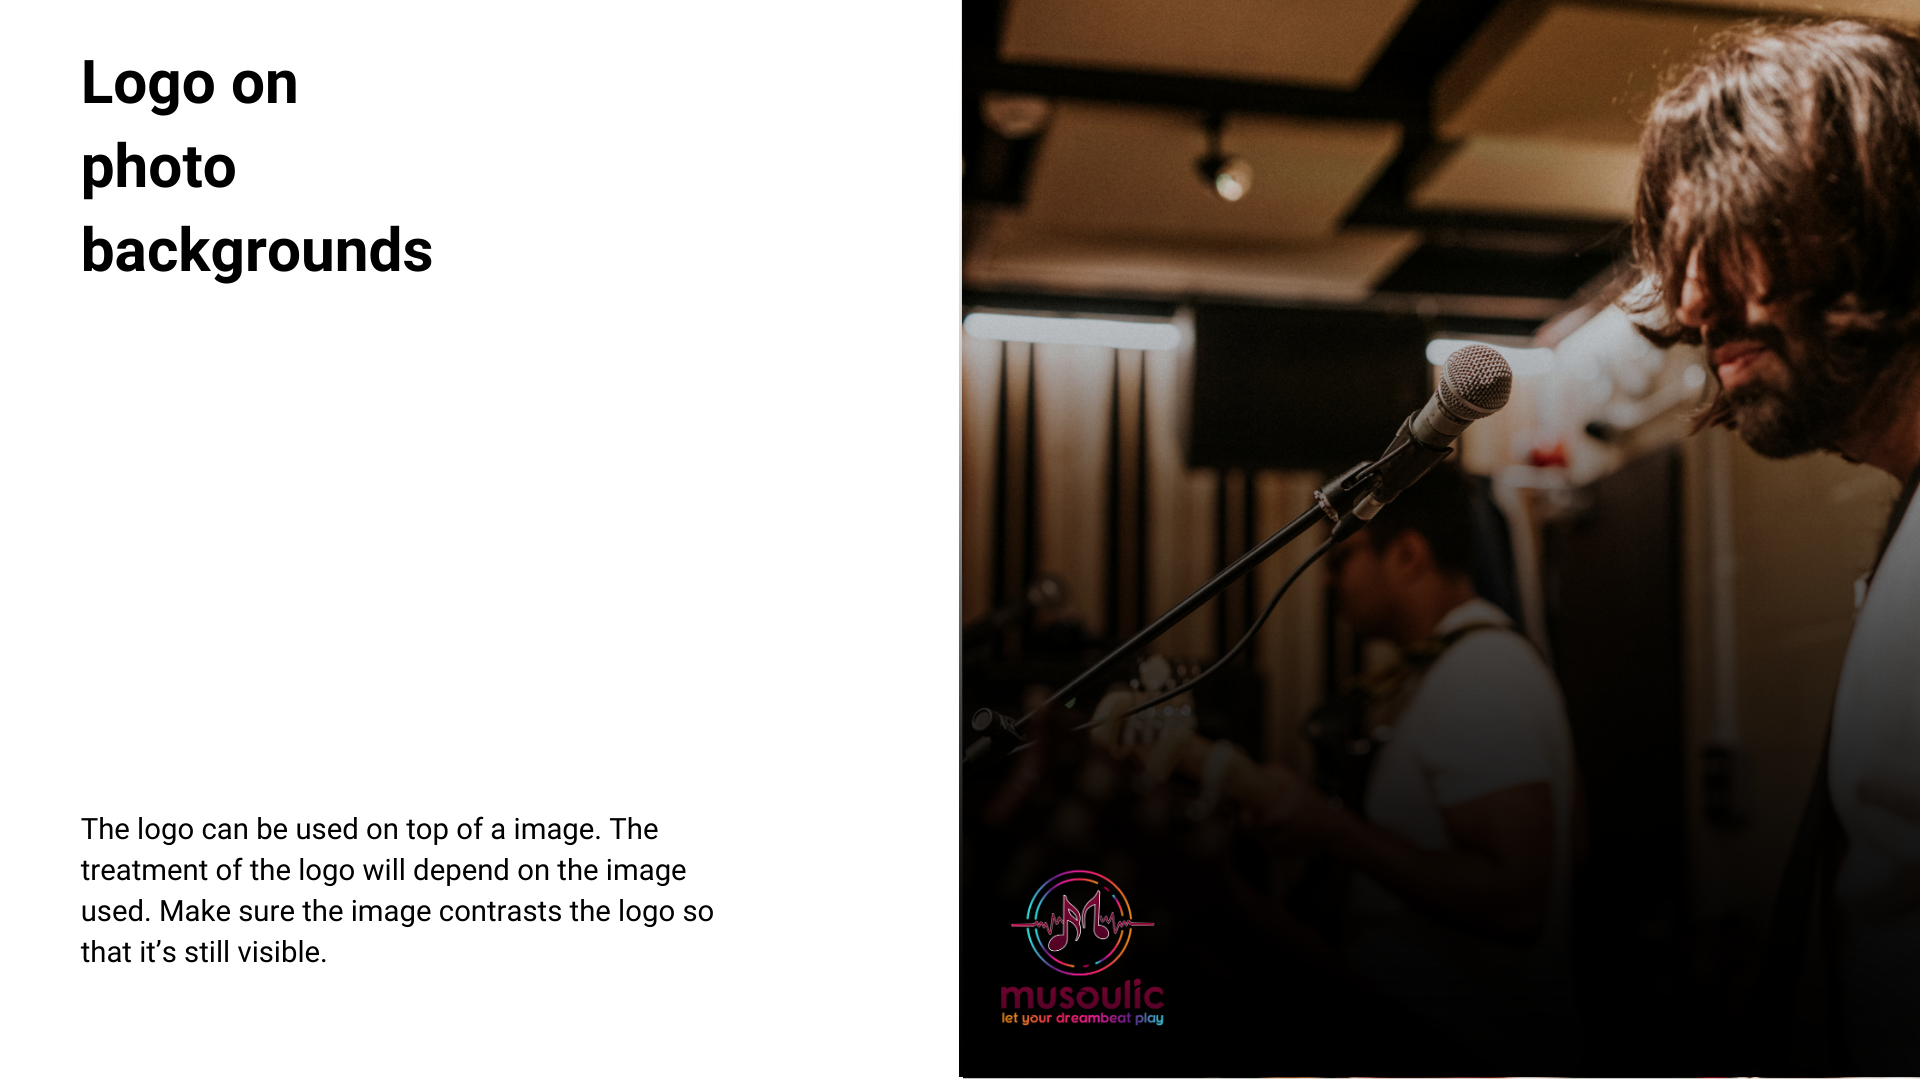 Logo on
photo
backgrounds
The logo can be used on top of a image. The
treatment of the logo will depend on the image
used. Make sure the image contrasts the logo so
that it’s still visible.
musoulic
let your dreambeat play